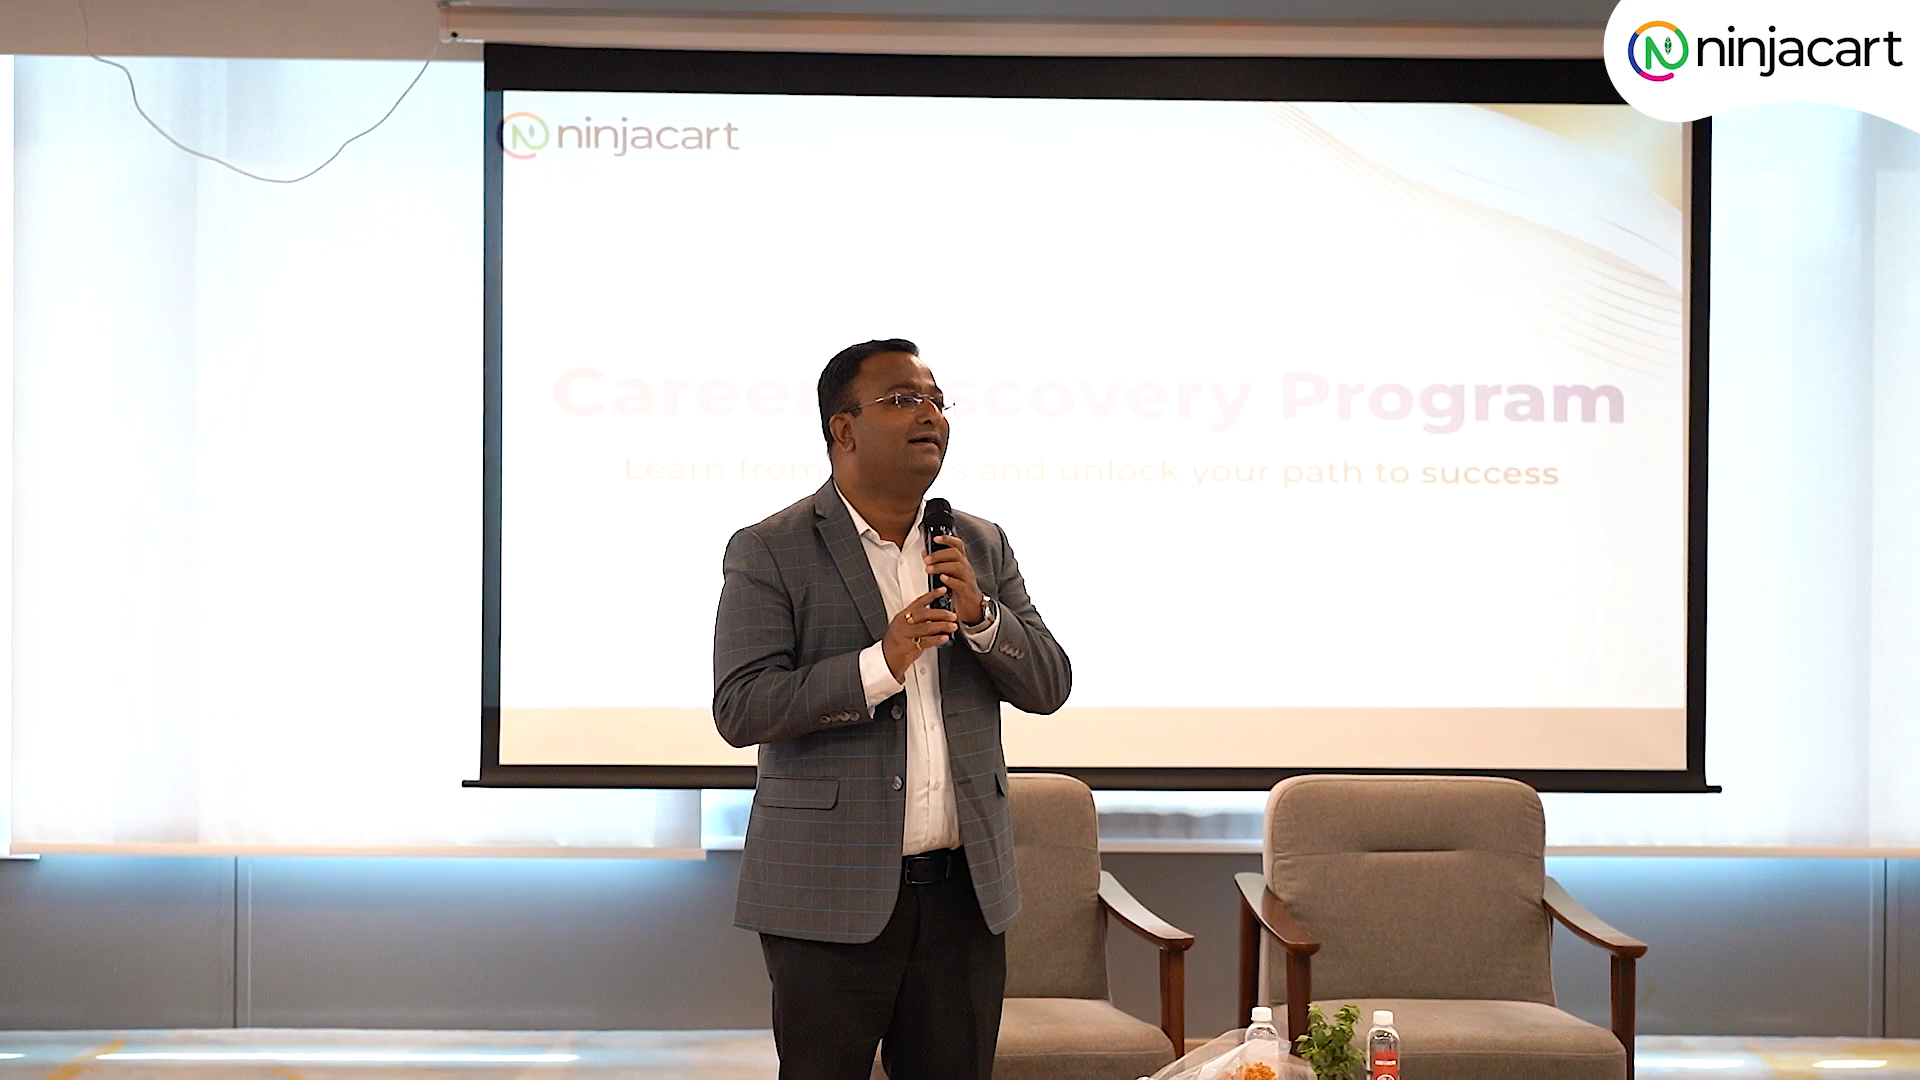 ninjacart
ninjacart
Career Discovery Program
Learn from and unlock your path to success